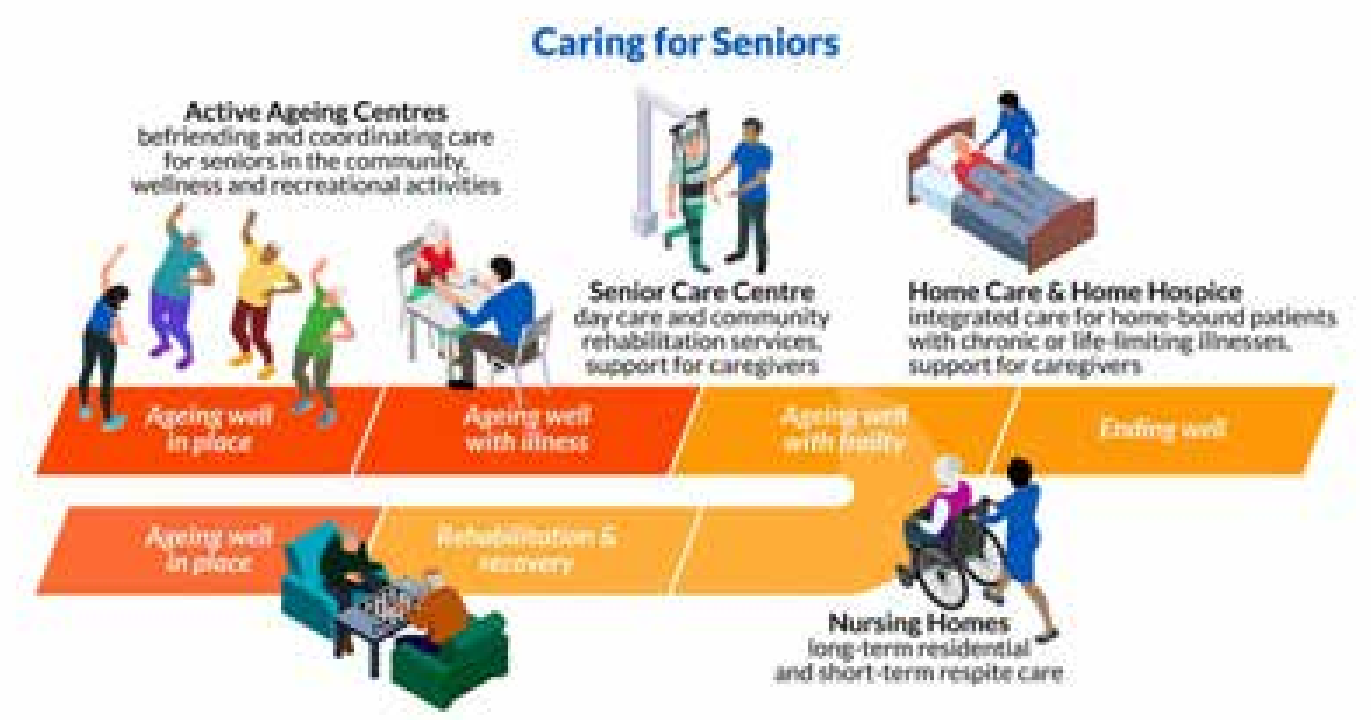 Caring for Seniors
Active Ageing Centres
befriending and coordinating care
for seniors in the community,
wellness and recreational activities
Senior Care Centre
day care and community
rehabilitation services,
support for caregivers
Home Care & Home Hospice
integrated care for home-bound patients
with chronic or life-limiting illnesses,
support for caregivers
Ageing well
in place
Ageing well
with illness
Ageing well
with frailty
Ending well
Ageing well
in place
Rehabilitation &
recovery
Nursing Homes
long-term residential
and short-term respite care